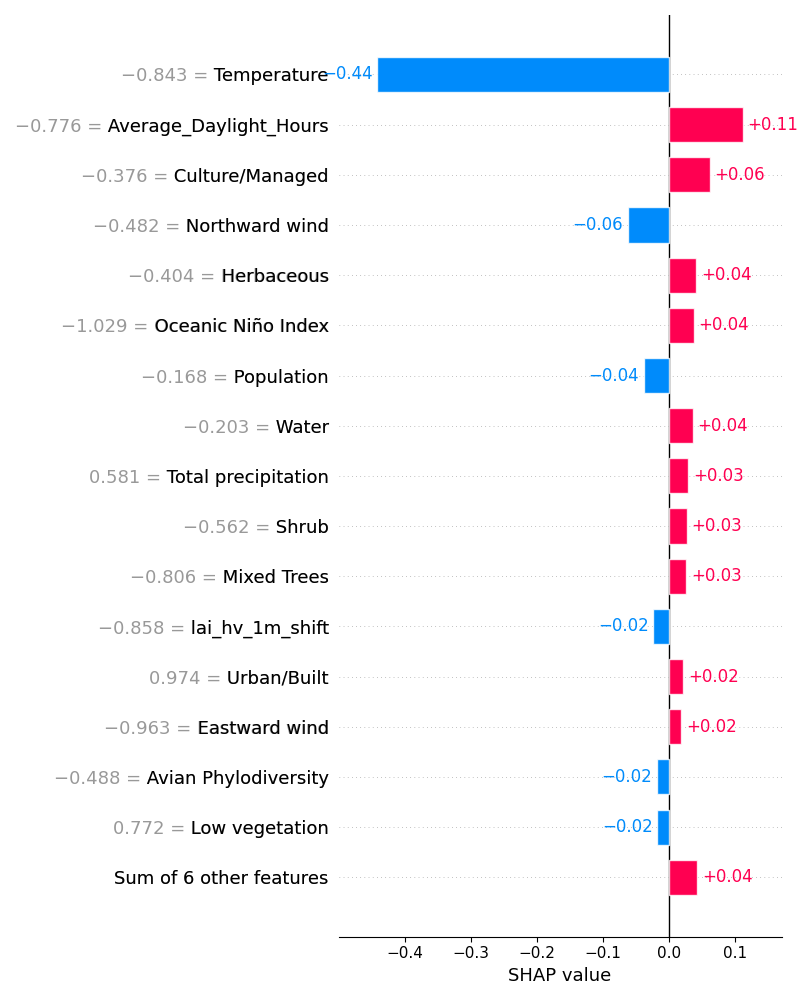 −0.843 = Temperature −0.44
−0.776 = Average_Daylight_Hours +0.11
−0.376 = Culture/Managed +0.06
−0.482 = Northward wind −0.06
−0.404 = Herbaceous +0.04
−1.029 = Oceanic Niño Index +0.04
−0.168 = Population −0.04
−0.203 = Water +0.04
0.581 = Total precipitation +0.03
−0.562 = Shrub +0.03
−0.806 = Mixed Trees +0.03
−0.858 = lai_hv_1m_shift −0.02
0.974 = Urban/Built +0.02
−0.963 = Eastward wind +0.02
−0.488 = Avian Phylodiversity −0.02
0.772 = Low vegetation −0.02
Sum of 6 other features +0.04
−0.4 −0.3 −0.2 −0.1 0.0 0.1
SHAP value